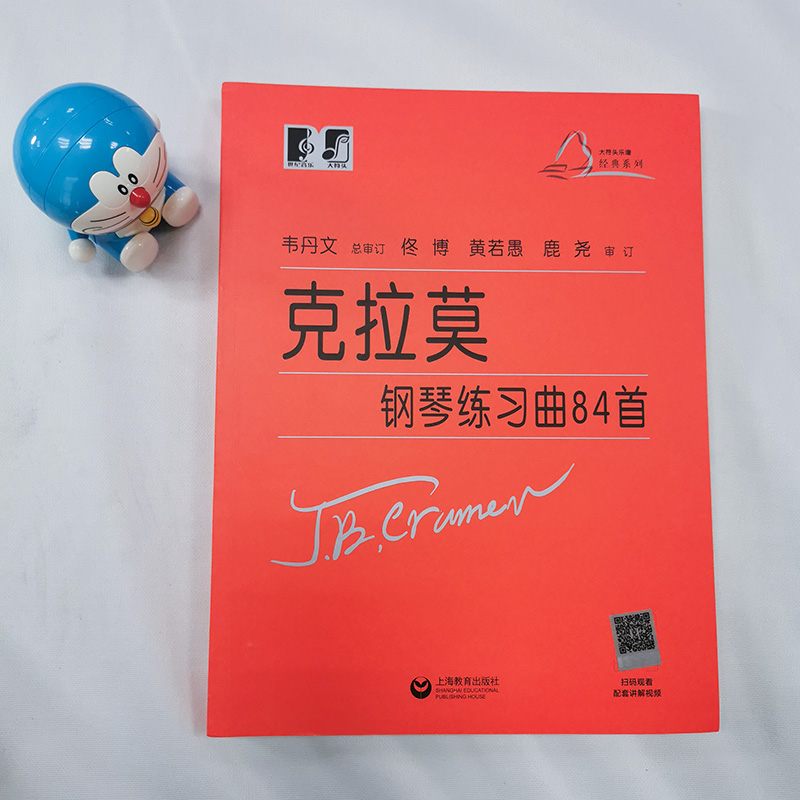 世纪音乐 大符头
大符头乐谱
经典系列
韦丹文 总审订 佟 博 黄若愚 鹿 尧 审 订
克拉莫
钢琴练习曲84首
J.B.Cramer
上海教育出版社
SHANGHAI EDUCATIONAL
PUBLISHING HOUSE
扫码观看
配套讲解视频